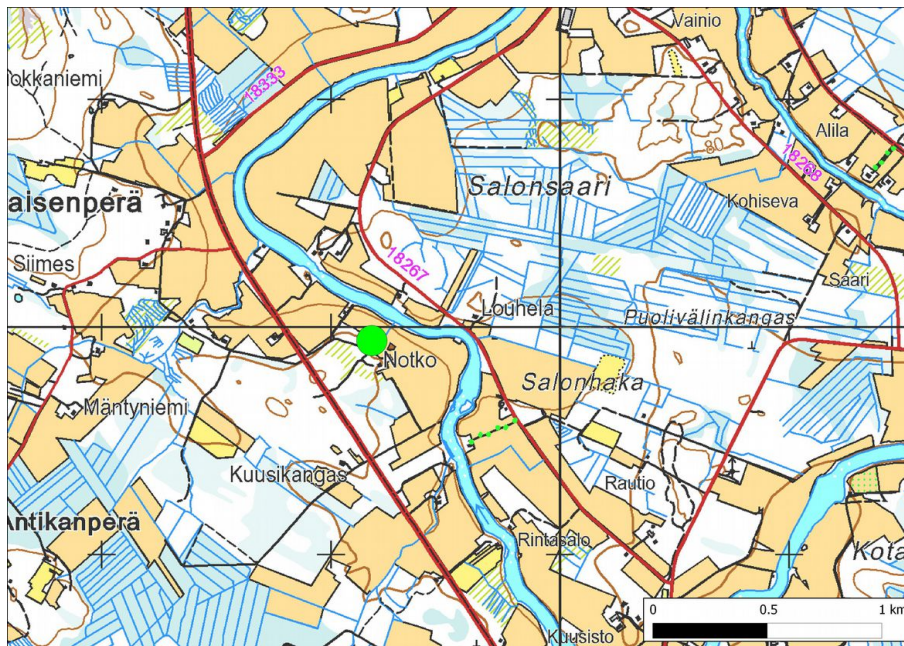 Vainio
okkaniemi
18333
Alila
80
18268
Salonsaari
aisenperä
Kohiseva
Siimes
18267
Saari
Louhela
Puolivälinkangas
Notko
Salonhaka
Mäntyniemi
Kuusikangas
Rautio
Antikanperä
Rintasalo
Kota
Kuusisto
0 0.5 1 km